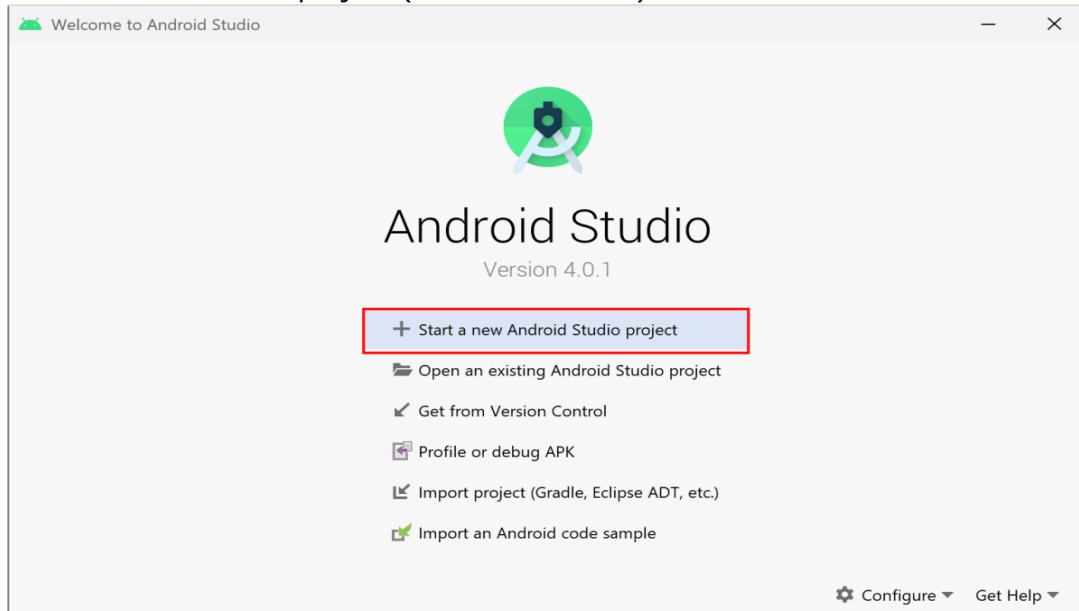 Welcome to Android Studio
Android Studio
Version 4.0.1
Start a new Android Studio project
Open an existing Android Studio project
Get from Version Control
Profile or debug APK
Import project (Gradle, Eclipse ADT, etc.)
Import an Android code sample
Configure
Get Help